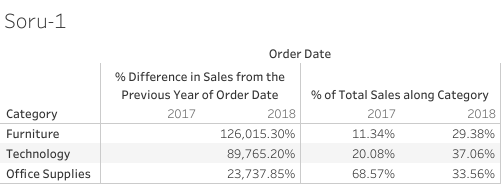 Soru-1
Order Date
% Difference in Sales from the
Previous Year of Order Date
% of Total Sales along Category
Category 2017 2018 2017 2018
Furniture 126,015.30% 11.34% 29.38%
Technology 89,765.20% 20.08% 37.06%
Office Supplies 23,737.85% 68.57% 33.56%